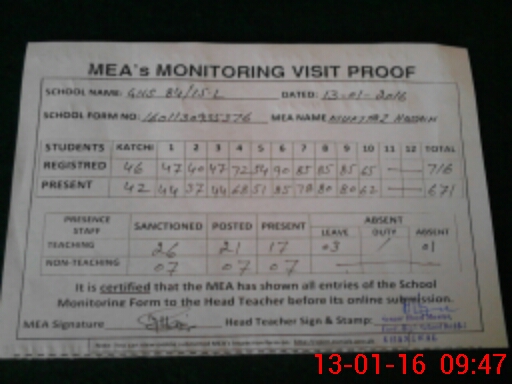 MEA's MONITORING VISIT PROOF
SCHOOL NAME: GHS 84/15-L DATED: 13-01-2016
SCHOOL FORM NO: MEA NAME
STUDENTS KATCHI 1 2 3 4 5 6 7 8 9 10 11 12 TOTAL
REGISTRED 46 47 40 47 72 54 90 85 85 85 65 — 716
PRESENT 42 44 37 44 68 51 85 78 80 80 62 — 671
PRESENCE STAFF SANCTIONED POSTED PRESENT ABSENT
LEAVE DUTY ABSENT
TEACHING 26 21 17 03 / 01
NON-TEACHING 07 07 07
It is certified that the MEA has shown all entries of the School
Monitoring Form to the Head Teacher before its online submission.
MEA Signature Head Teacher Sign & Stamp:
13-01-16 09:47